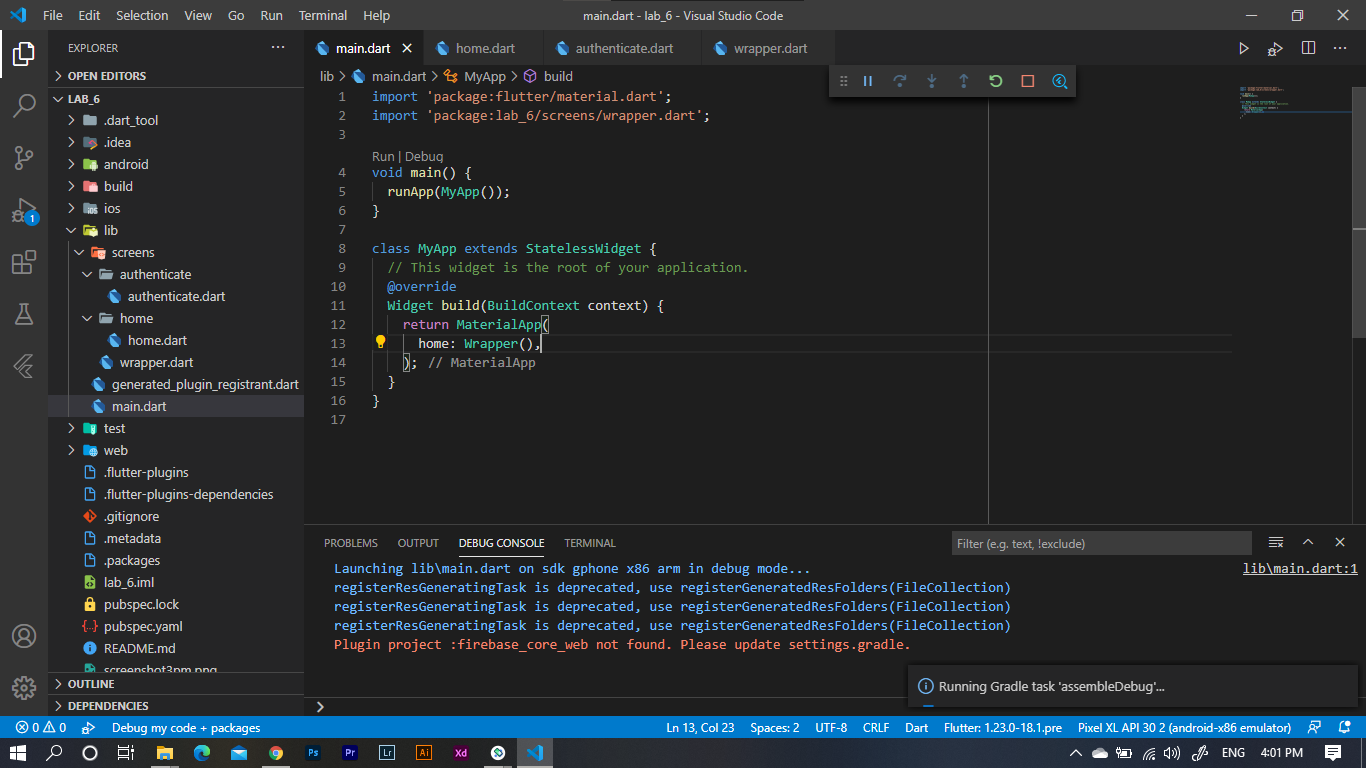 File Edit Selection View Go Run Terminal Help
main.dart - lab_6 - Visual Studio Code
EXPLORER
OPEN EDITORS
LAB_6
.dart_tool
.idea
android
build
ios
lib
screens
authenticate
authenticate.dart
home
home.dart
wrapper.dart
generated_plugin_registrant.dart
main.dart
test
web
.flutter-plugins
.flutter-plugins-dependencies
.gitignore
.metadata
.packages
lab_6.iml
pubspec.lock
pubspec.yaml
README.md
screenshot3pm.png
OUTLINE
DEPENDENCIES
1
main.dart home.dart authenticate.dart wrapper.dart
lib > main.dart > MyApp > build
1 import 'package:flutter/material.dart';
2 import 'package:lab_6/screens/wrapper.dart';
3
Run | Debug
4 void main() {
5 runApp(MyApp());
6 }
7
8 class MyApp extends StatelessWidget {
9 // This widget is the root of your application.
10 @override
11 Widget build(BuildContext context) {
12 return MaterialApp(
13 home: Wrapper(),
14 ); // MaterialApp
15 }
16 }
17
PROBLEMS OUTPUT DEBUG CONSOLE TERMINAL
Filter (e.g. text, !exclude)
Launching lib\main.dart on sdk gphone x86 arm in debug mode...
lib\main.dart:1
registerResGeneratingTask is deprecated, use registerGeneratedResFolders(FileCollection)
registerResGeneratingTask is deprecated, use registerGeneratedResFolders(FileCollection)
registerResGeneratingTask is deprecated, use registerGeneratedResFolders(FileCollection)
Plugin project :firebase_core_web not found. Please update settings.gradle.
Running Gradle task 'assembleDebug'...
0 0 Debug my code + packages
Ln 13, Col 23 Spaces: 2 UTF-8 CRLF Dart Flutter: 1.23.0-18.1.pre Pixel XL API 30 2 (android-x86 emulator)
Ps Pr Lr Ai Xd
ENG 4:01 PM